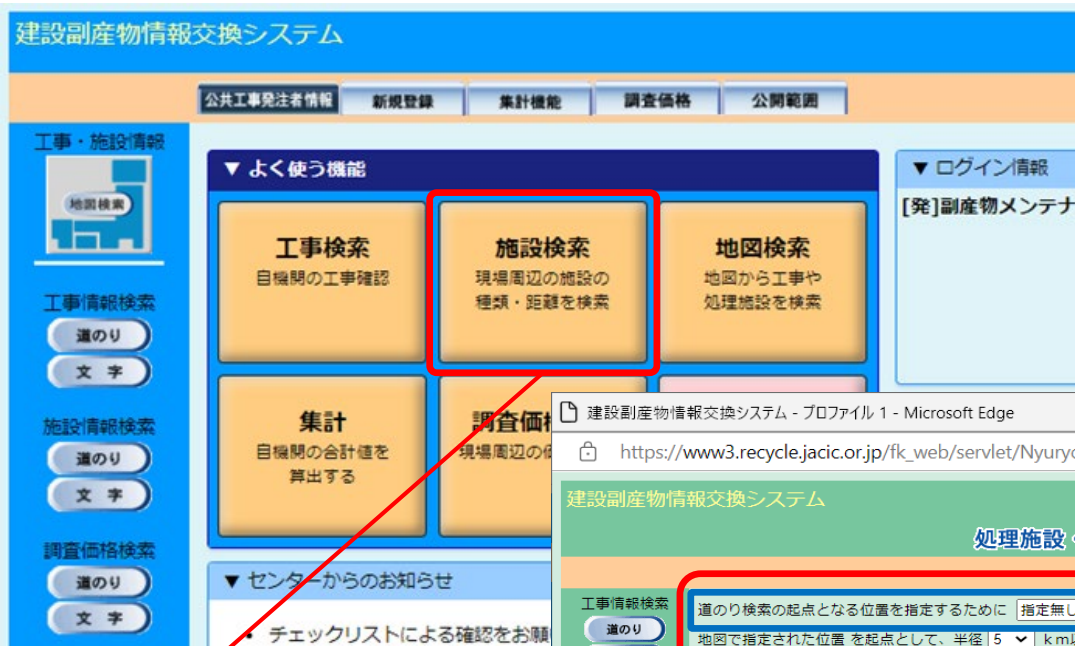 建設副産物情報交換システム
公共工事発注者情報
新規登録
集計機能
調査価格
公開範囲
工事・施設情報
地図検索
工事情報検索
道のり
文字
施設情報検索
道のり
文字
調査価格検索
道のり
文字
▼ よく使う機能
工事検索
自機関の工事確認
施設検索
現場周辺の施設の
種類・距離を検索
地図検索
地図から工事や
処理施設を検索
集計
自機関の合計値を
算出する
調査価
現場周辺の
▼ ログイン情報
[発]副産物メンテナ
▼ センターからのお知らせ
• チェックリストによる確認をお願
建設副産物情報交換システム - プロファイル 1 - Microsoft Edge
https://www3.recycle.jacic.or.jp/fk_web/servlet/Nyuryo
建設副産物情報交換システム
処理施設・
工事情報検索
道のり
道のり検索の起点となる位置を指定するために 指定無し
地図で指定された位置 を起点として、半径 5 km以